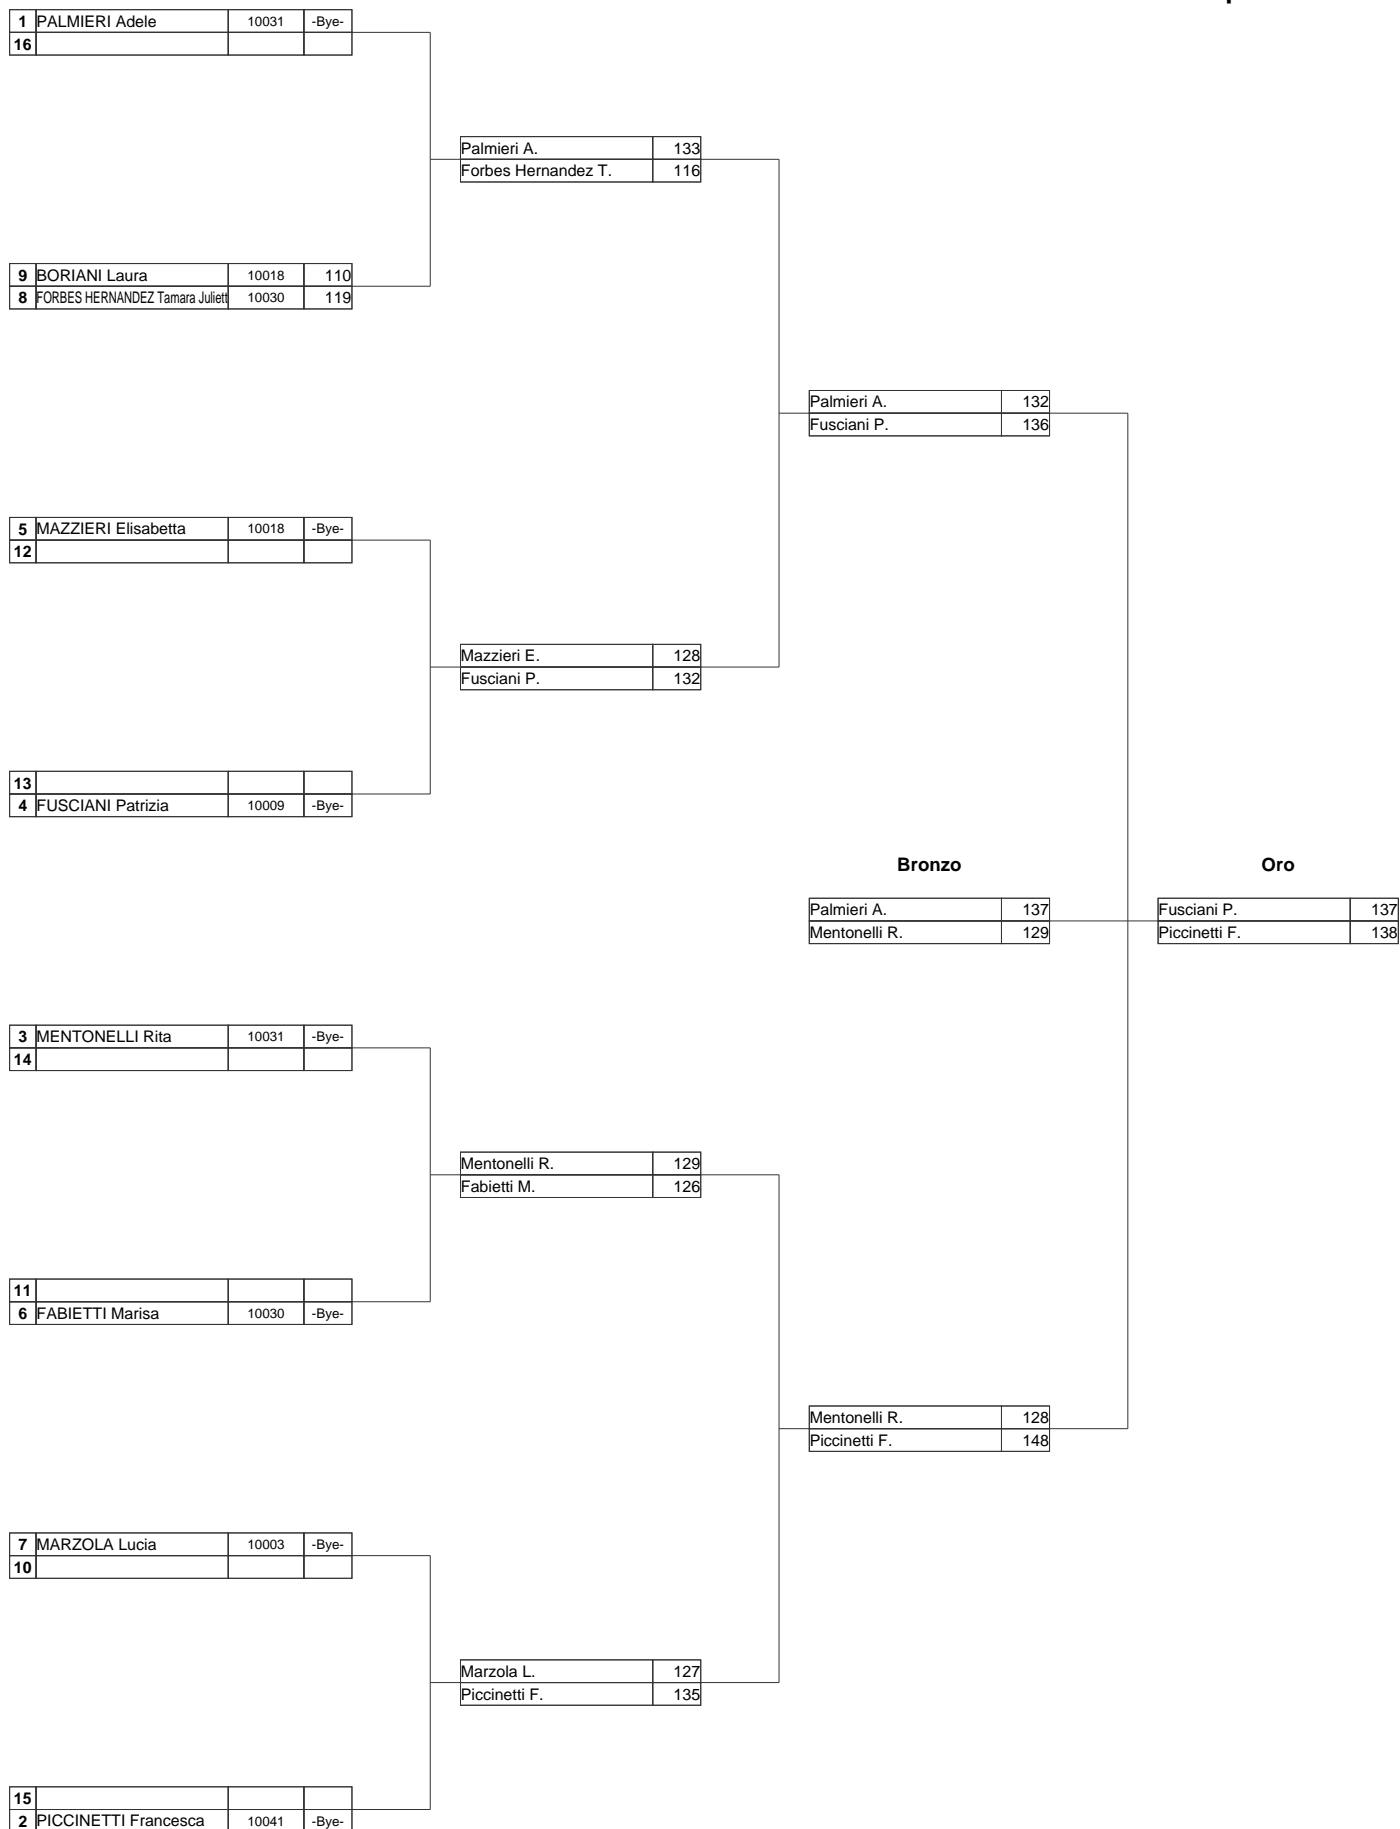 1 PALMIERI Adele 10031 -Bye-
16
Palmieri A. 133
Forbes Hernandez T. 116
9 BORIANI Laura 10018 110
8 FORBES HERNANDEZ Tamara Juliett 10030 119
Palmieri A. 132
Fusciani P. 136
5 MAZZIERI Elisabetta 10018 -Bye-
12
Mazzieri E. 128
Fusciani P. 132
13
4 FUSCIANI Patrizia 10009 -Bye-
Bronzo Oro
Palmieri A. 137 Fusciani P. 137
Mentonelli R. 129 Piccinetti F. 138
3 MENTONELLI Rita 10031 -Bye-
14
Mentonelli R. 129
Fabietti M. 126
11
6 FABIETTI Marisa 10030 -Bye-
Mentonelli R. 128
Piccinetti F. 148
7 MARZOLA Lucia 10003 -Bye-
10
Marzola L. 127
Piccinetti F. 135
15
2 PICCINETTI Francesca 10041 -Bye-